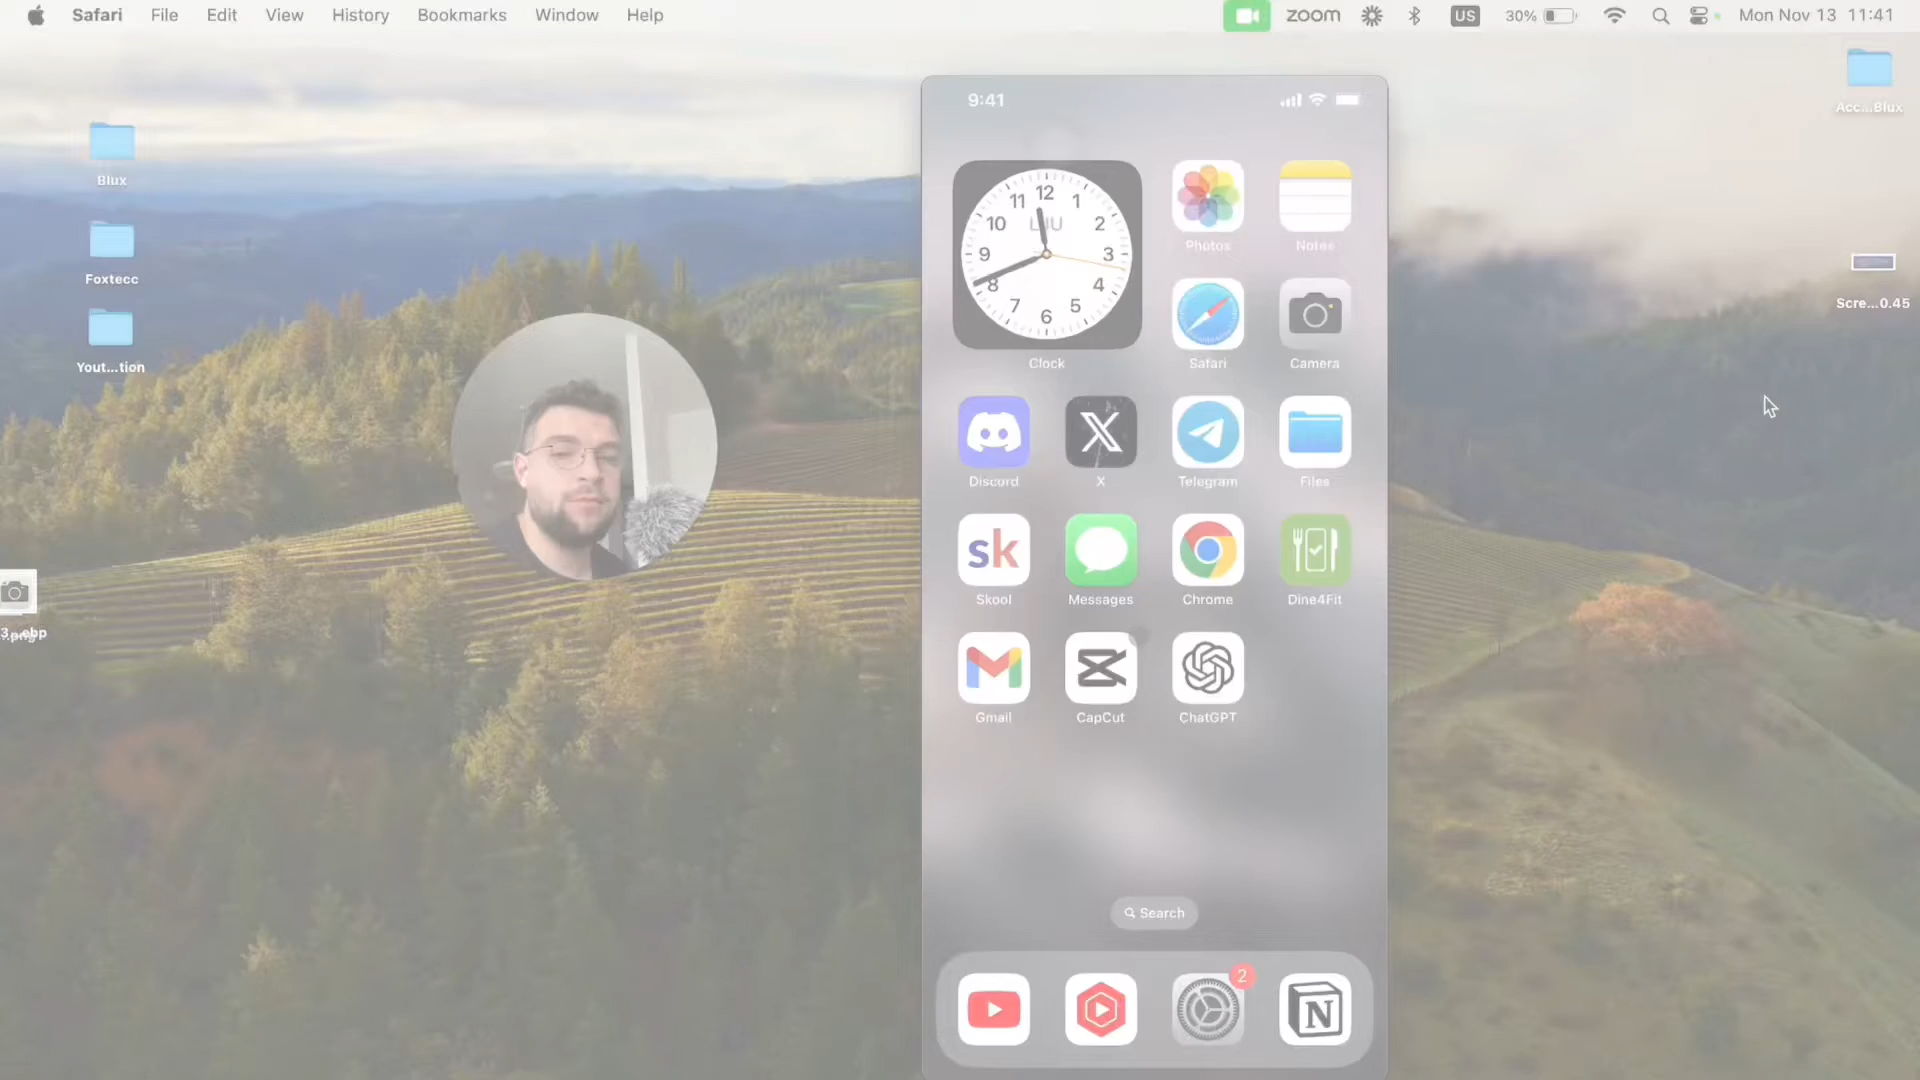 Safari File Edit View History Bookmarks Window Help zoom US 30% Mon Nov 13 11:41
Acc...Blux
Blux
Foxtecc
Yout...tion
Scre...0.45
9:41
12
11 1
10 2
9 3
8 4
7 5
6
Clock
Photos
Notes
Safari
Camera
Discord
X
Telegram
Files
sk
Skool
Messages
Chrome
Dine4Fit
Gmail
CapCut
ChatGPT
Search
2
N